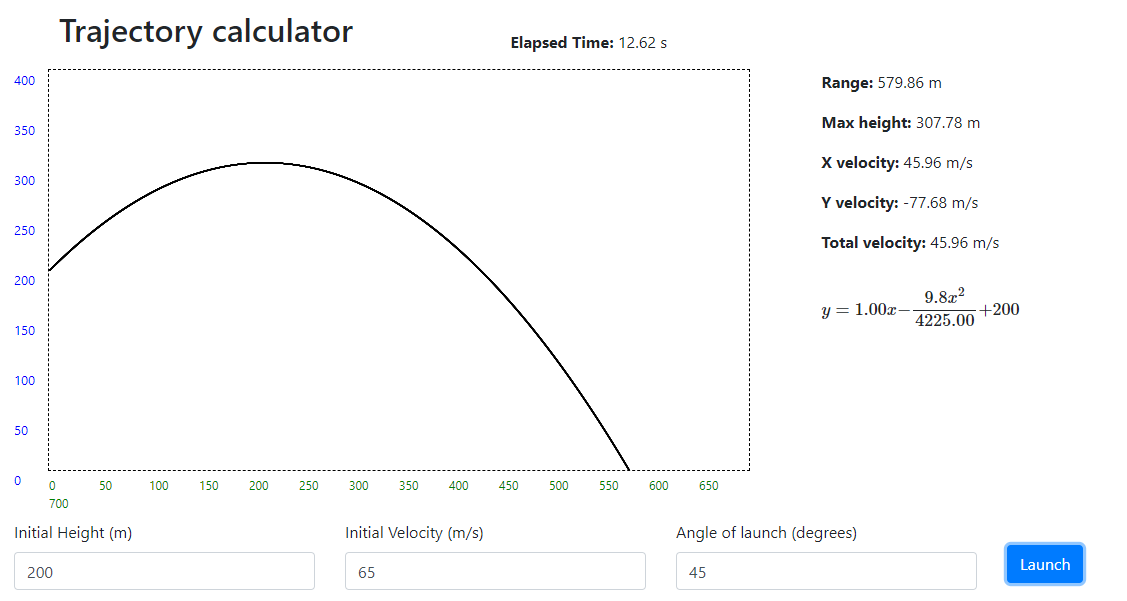 Trajectory calculator
Elapsed Time: 12.62 s
400
350
300
250
200
150
100
50
0
0 50 100 150 200 250 300 350 400 450 500 550 600 650
700
Range: 579.86 m
Max height: 307.78 m
X velocity: 45.96 m/s
Y velocity: -77.68 m/s
Total velocity: 45.96 m/s
y = 1.00x− 9.8x² / 4225.00 +200
Initial Height (m) Initial Velocity (m/s) Angle of launch (degrees)
200 65 45 Launch